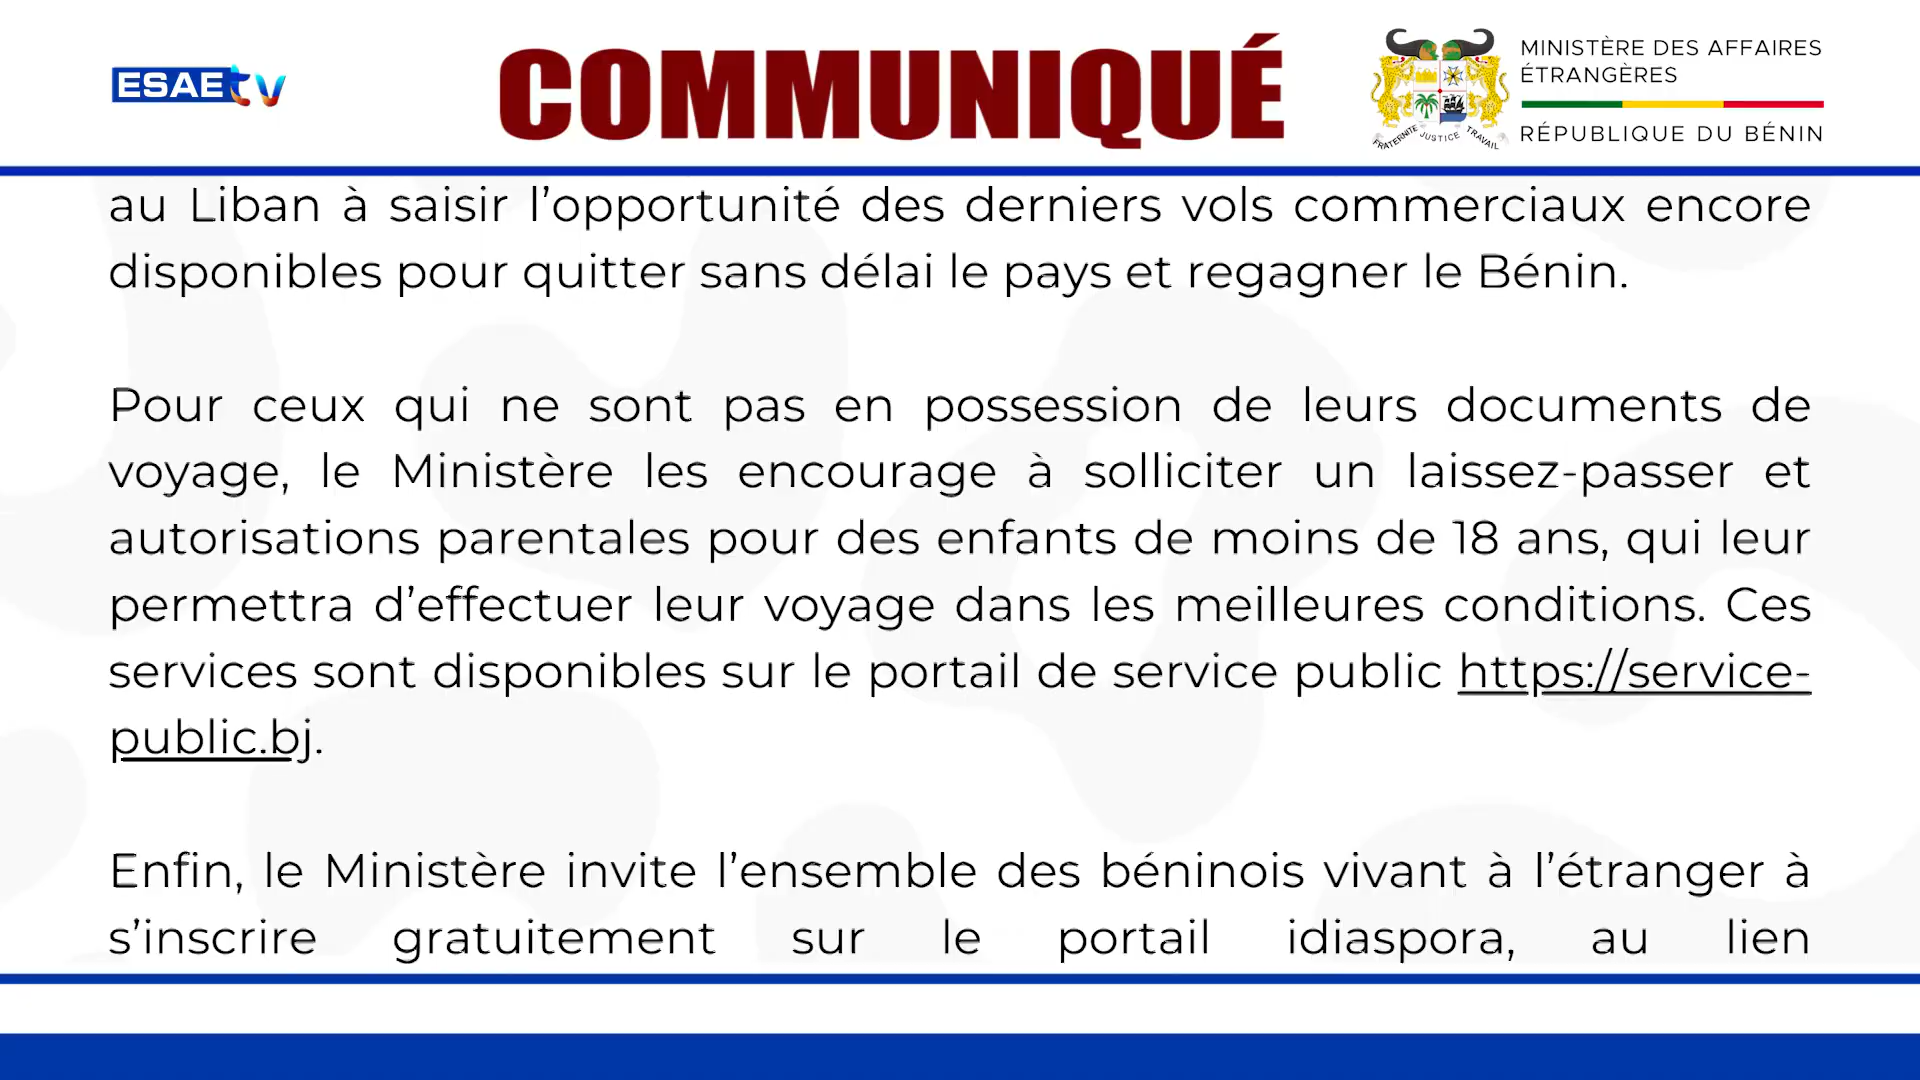 ESAEtv
COMMUNIQUÉ
MINISTÈRE DES AFFAIRES
ÉTRANGÈRES
RÉPUBLIQUE DU BÉNIN
FRATERNITE JUSTICE TRAVAIL
au Liban à saisir l’opportunité des derniers vols commerciaux encore
disponibles pour quitter sans délai le pays et regagner le Bénin.
Pour ceux qui ne sont pas en possession de leurs documents de
voyage, le Ministère les encourage à solliciter un laissez-passer et
autorisations parentales pour des enfants de moins de 18 ans, qui leur
permettra d’effectuer leur voyage dans les meilleures conditions. Ces
services sont disponibles sur le portail de service public https://service-
public.bj.
Enfin, le Ministère invite l’ensemble des béninois vivant à l’étranger à
s’inscrire gratuitement sur le portail idiaspora, au lien